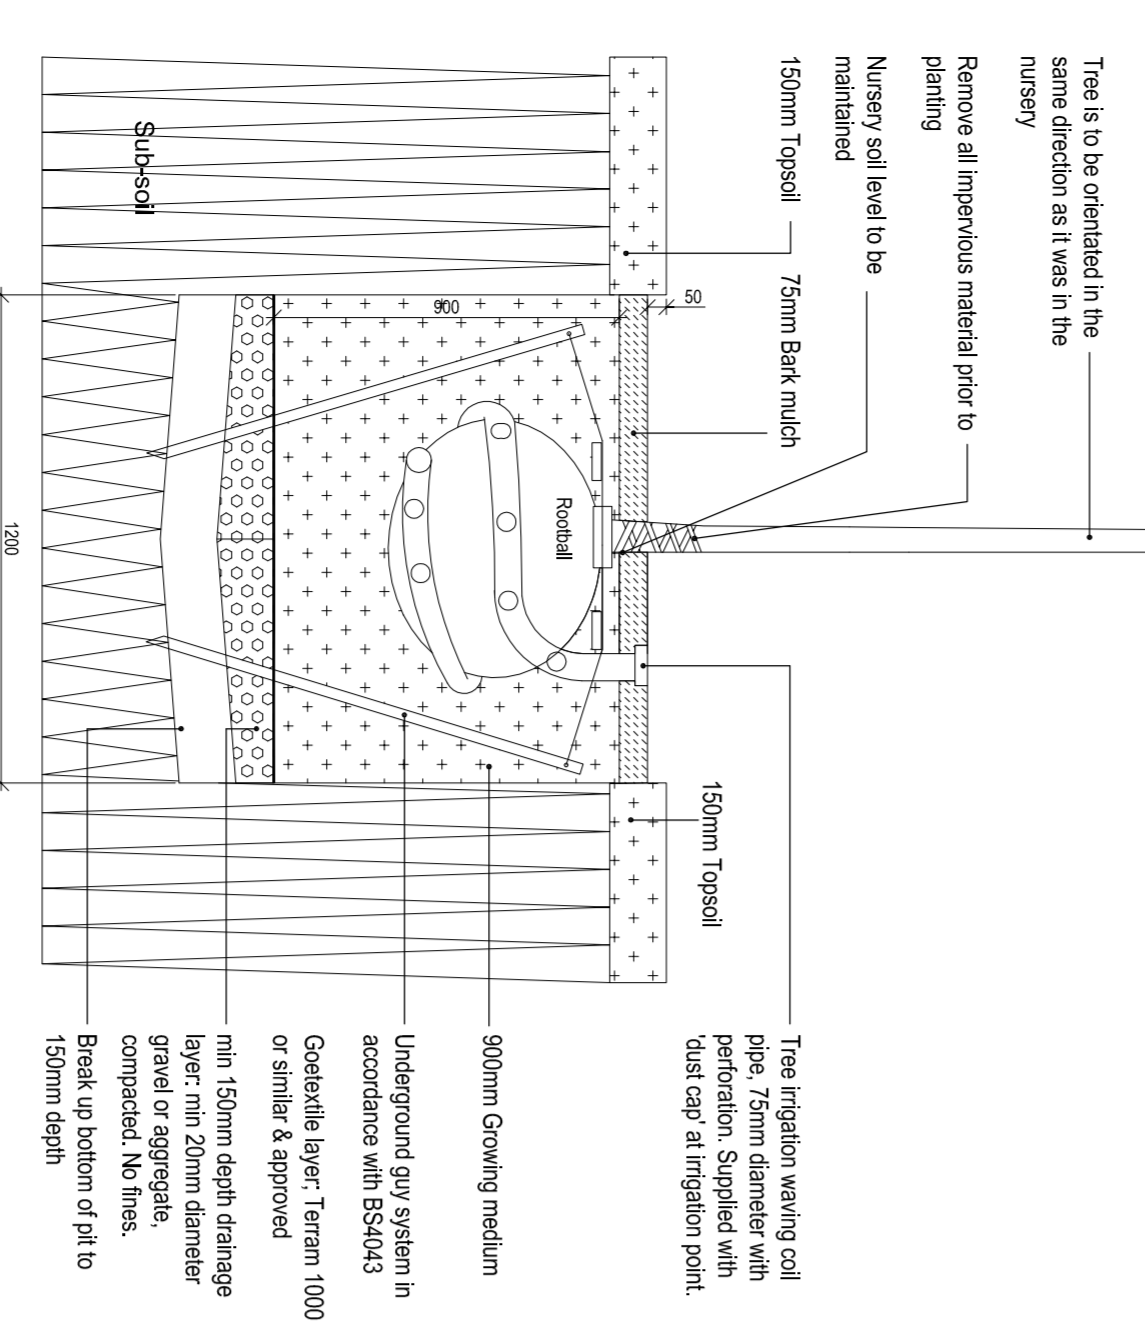 Tree is to be orientated in the
same direction as it was in the
nursery
Remove all impervious material prior to
planting
Nursery soil level to be
maintained
150mm Topsoil
75mm Bark mulch
50
900
Sub-soil
Rootball
1200
150mm Topsoil
Tree irrigation waving coil
pipe, 75mm diameter with
perforation. Supplied with
'dust cap' at irrigation point.
900mm Growing medium
Underground guy system in
accordance with BS4043
Goetextile layer; Terram 1000
or similar & approved
min 150mm depth drainage
layer: min 20mm diameter
gravel or aggregate,
compacted. No fines.
Break up bottom of pit to
150mm depth